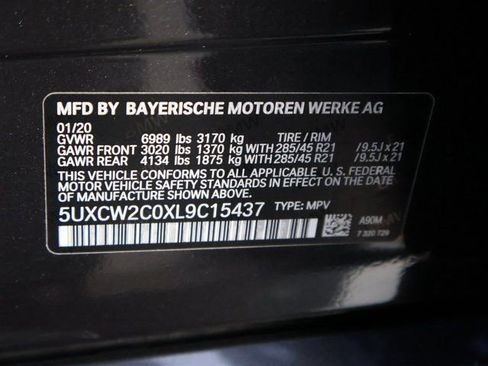 MFD BY BAYERISCHE MOTOREN WERKE AG
01/20
GVWR 6989 lbs 3170 kg TIRE / RIM
GAWR FRONT 3020 lbs 1370 kg WITH 285/45 R21 / 9.5J x 21
GAWR REAR 4134 lbs 1875 kg WITH 285/45 R21 / 9.5J x 21
THIS VEHICLE CONFORMS TO ALL APPLICABLE U.S. FEDERAL
MOTOR VEHICLE SAFETY STANDARDS IN EFFECT
ON THE DATE OF MANUFACTURE SHOWN ABOVE.
5UXCW2C0XL9C15437 TYPE: MPV
A90M
7 320 729